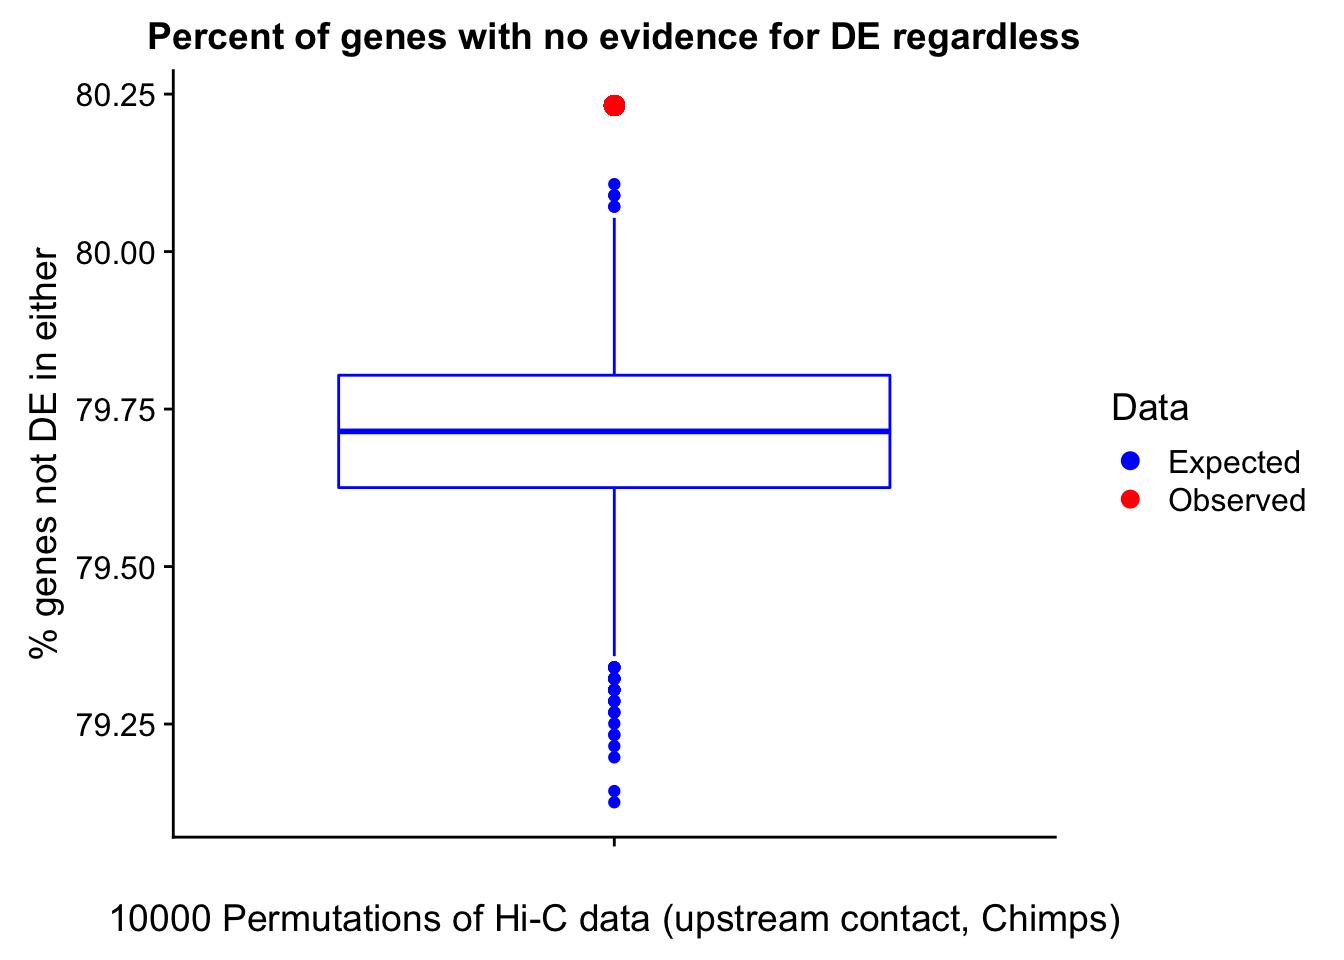 Percent of genes with no evidence for DE regardless
% genes not DE in either
80.25
80.00
79.75
79.50
79.25
Data
Expected
Observed
10000 Permutations of Hi-C data (upstream contact, Chimps)